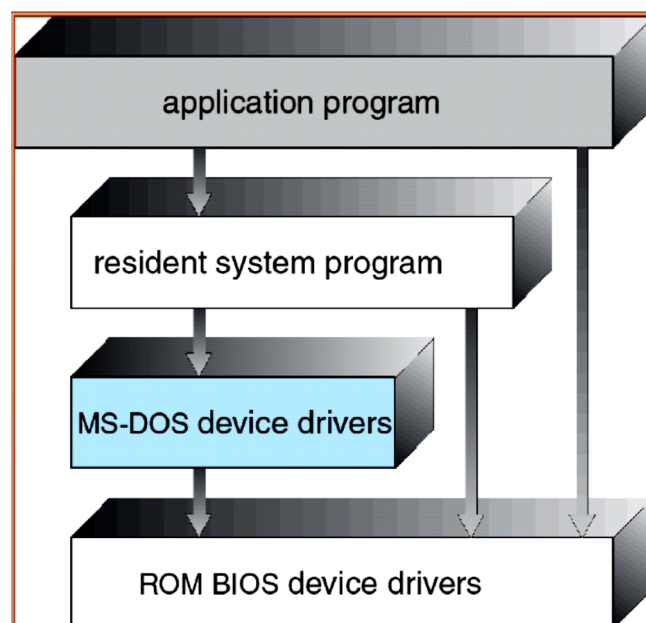 application program
resident system program
MS-DOS device drivers
ROM BIOS device drivers